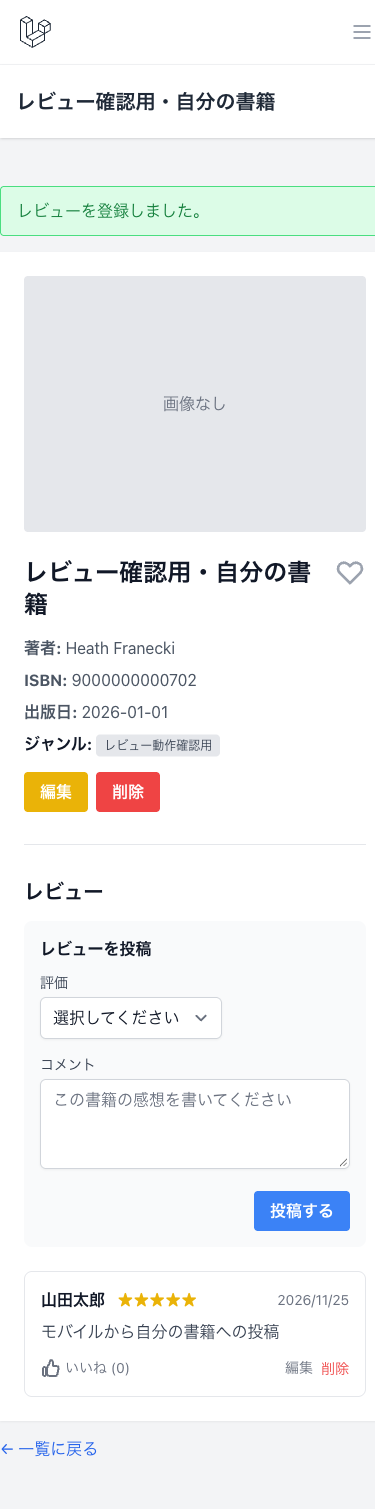 レビュー確認用・自分の書籍
レビューを登録しました。
画像なし
レビュー確認用・自分の書
籍
著者: Heath Franecki
ISBN: 9000000000702
出版日: 2026-01-01
ジャンル: レビュー動作確認用
編集 削除
レビュー
レビューを投稿
評価
選択してください
コメント
この書籍の感想を書いてください
投稿する
山田太郎 ★★★★★ 2026/11/25
モバイルから自分の書籍への投稿
いいね (0) 編集 削除
← 一覧に戻る